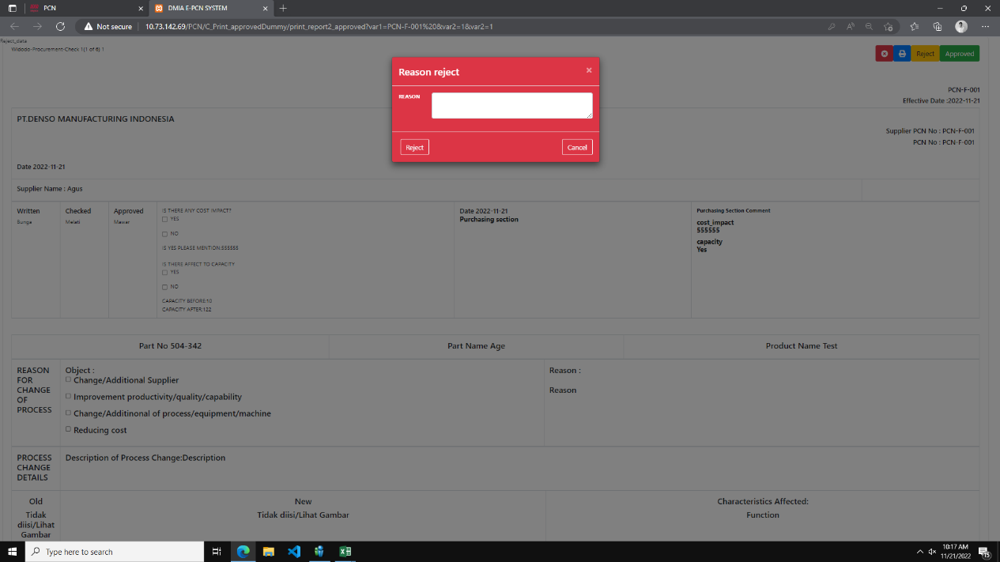 PCN
DMIA E-PCN SYSTEM
Not secure
10.73.142.69/PCN/C_Print_approvedDummy/print_report2_approved?var1=PCN-F-001%20&var2=1&var2=1
Reject_data
Widodo-Procurement-Check 1(1 of 6) 1
Reject
Approved
Reason reject
×
REASON
Reject
Cancel
PCN-F-001
Effective Date :2022-11-21
PT.DENSO MANUFACTURING INDONESIA
Supplier PCN No : PCN-F-001
PCN No : PCN-F-001
Date 2022-11-21
Supplier Name : Agus
Written
Bunga
Checked
Melati
Approved
Mawar
IS THERE ANY COST IMPACT?
YES
NO
IS YES PLEASE MENTION:555555
IS THERE AFFECT TO CAPACITY
YES
NO
CAPACITY BEFORE:10
CAPACITY AFTER:122
Date 2022-11-21
Purchasing section
Purchasing Section Comment
cost_impact
555555
capacity
Yes
Part No 504-342
Part Name Age
Product Name Test
REASON
FOR
CHANGE
OF
PROCESS
Object :
Change/Additional Supplier
Improvement productivity/quality/capability
Change/Additinonal of process/equipment/machine
Reducing cost
Reason :
Reason
PROCESS
CHANGE
DETAILS
Description of Process Change:Description
Old
Tidak
diisi/Lihat
Gambar
New
Tidak diisi/Lihat Gambar
Characteristics Affected:
Function
Type here to search
10:17 AM
11/21/2022
15